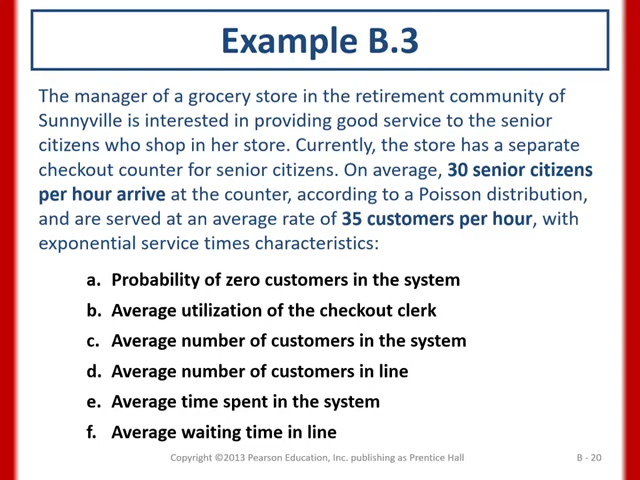 Example B.3
The manager of a grocery store in the retirement community of
Sunnyville is interested in providing good service to the senior
citizens who shop in her store. Currently, the store has a separate
checkout counter for senior citizens. On average, 30 senior citizens
per hour arrive at the counter, according to a Poisson distribution,
and are served at an average rate of 35 customers per hour, with
exponential service times characteristics:
a. Probability of zero customers in the system
b. Average utilization of the checkout clerk
c. Average number of customers in the system
d. Average number of customers in line
e. Average time spent in the system
f. Average waiting time in line
Copyright ©2013 Pearson Education, Inc. publishing as Prentice Hall
B - 20